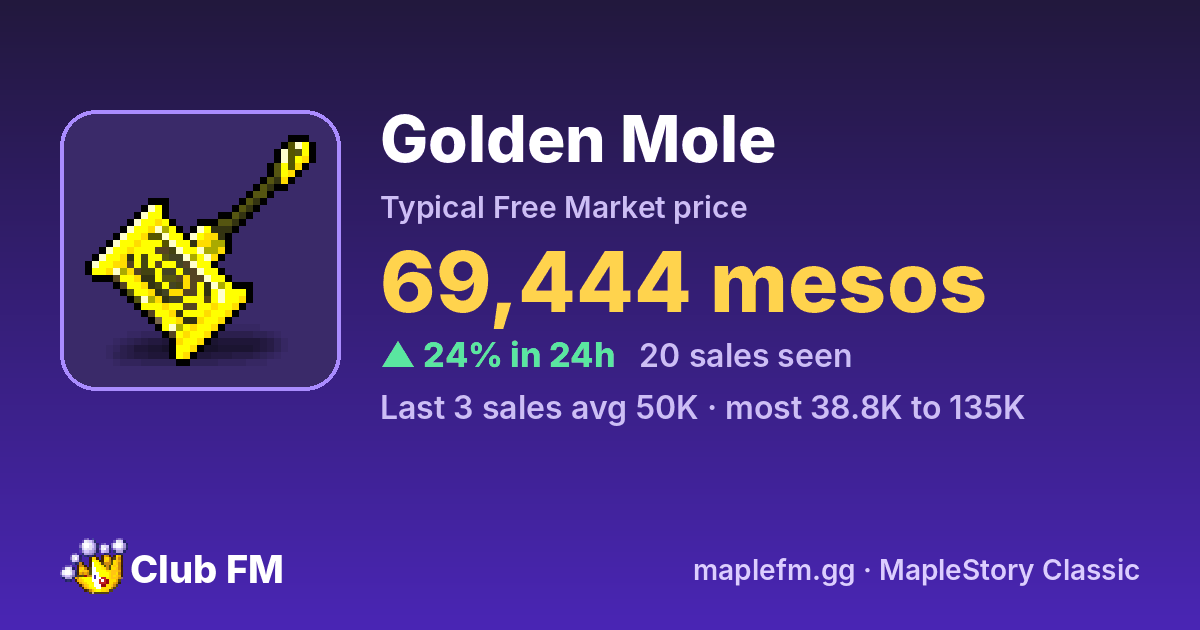 Golden Mole
Typical Free Market price
69,444 mesos
▲ 24% in 24h 20 sales seen
Last 3 sales avg 50K · most 38.8K to 135K
Club FM
maplefm.gg · MapleStory Classic